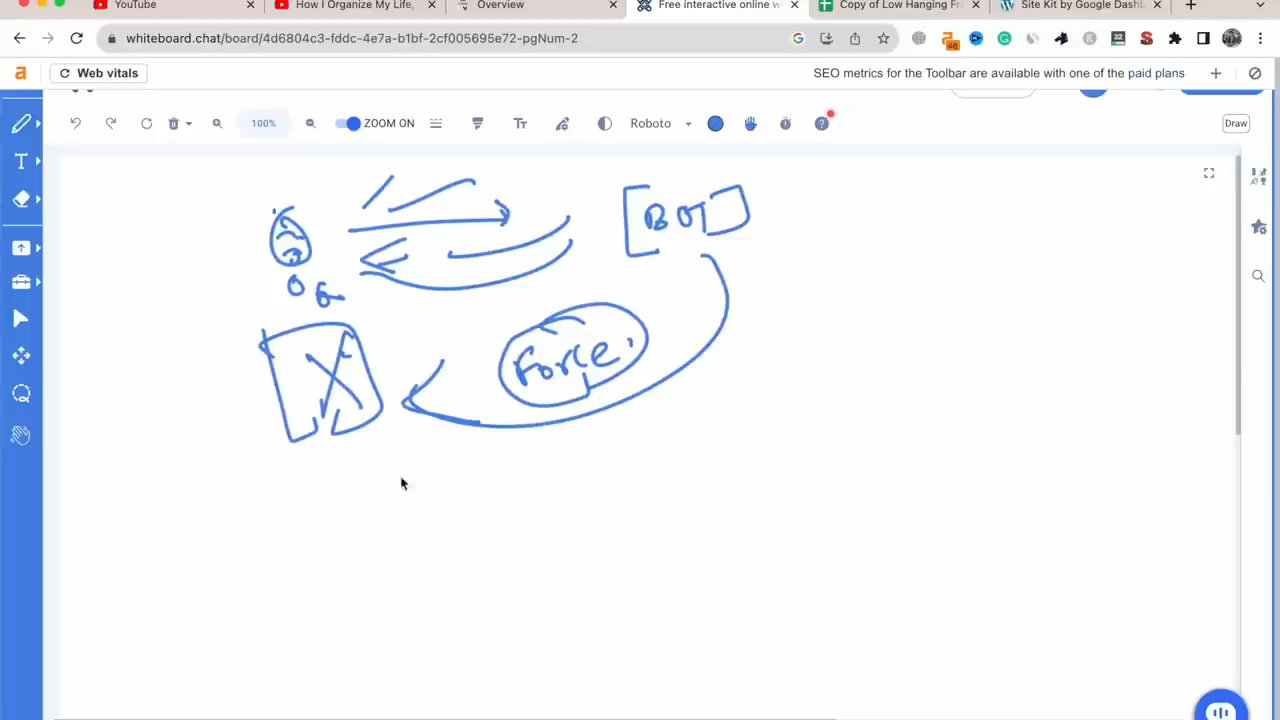 YouTube
How I Organize My Life,
Overview
Free interactive online w
Copy of Low Hanging Fr
Site Kit by Google Dashb
whiteboard.chat/board/4d6804c3-fddc-4e7a-b1bf-2cf005695e72-pgNum-2
46
32
a
Web vitals
SEO metrics for the Toolbar are available with one of the paid plans
100%
ZOOM ON
Roboto
Draw
BOT
Force